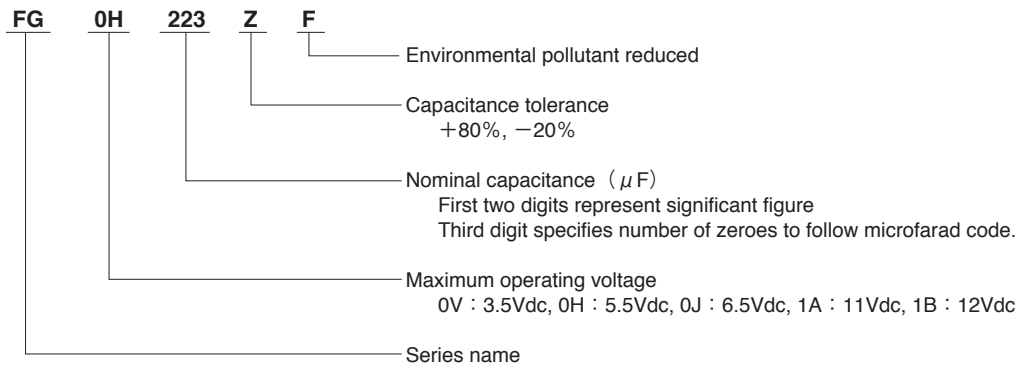 FG 0H 223 Z F
Environmental pollutant reduced
Capacitance tolerance
＋80%, －20%
Nominal capacitance（μF）
First two digits represent significant figure
Third digit specifies number of zeroes to follow microfarad code.
Maximum operating voltage
0V：3.5Vdc, 0H：5.5Vdc, 0J：6.5Vdc, 1A：11Vdc, 1B：12Vdc
Series name